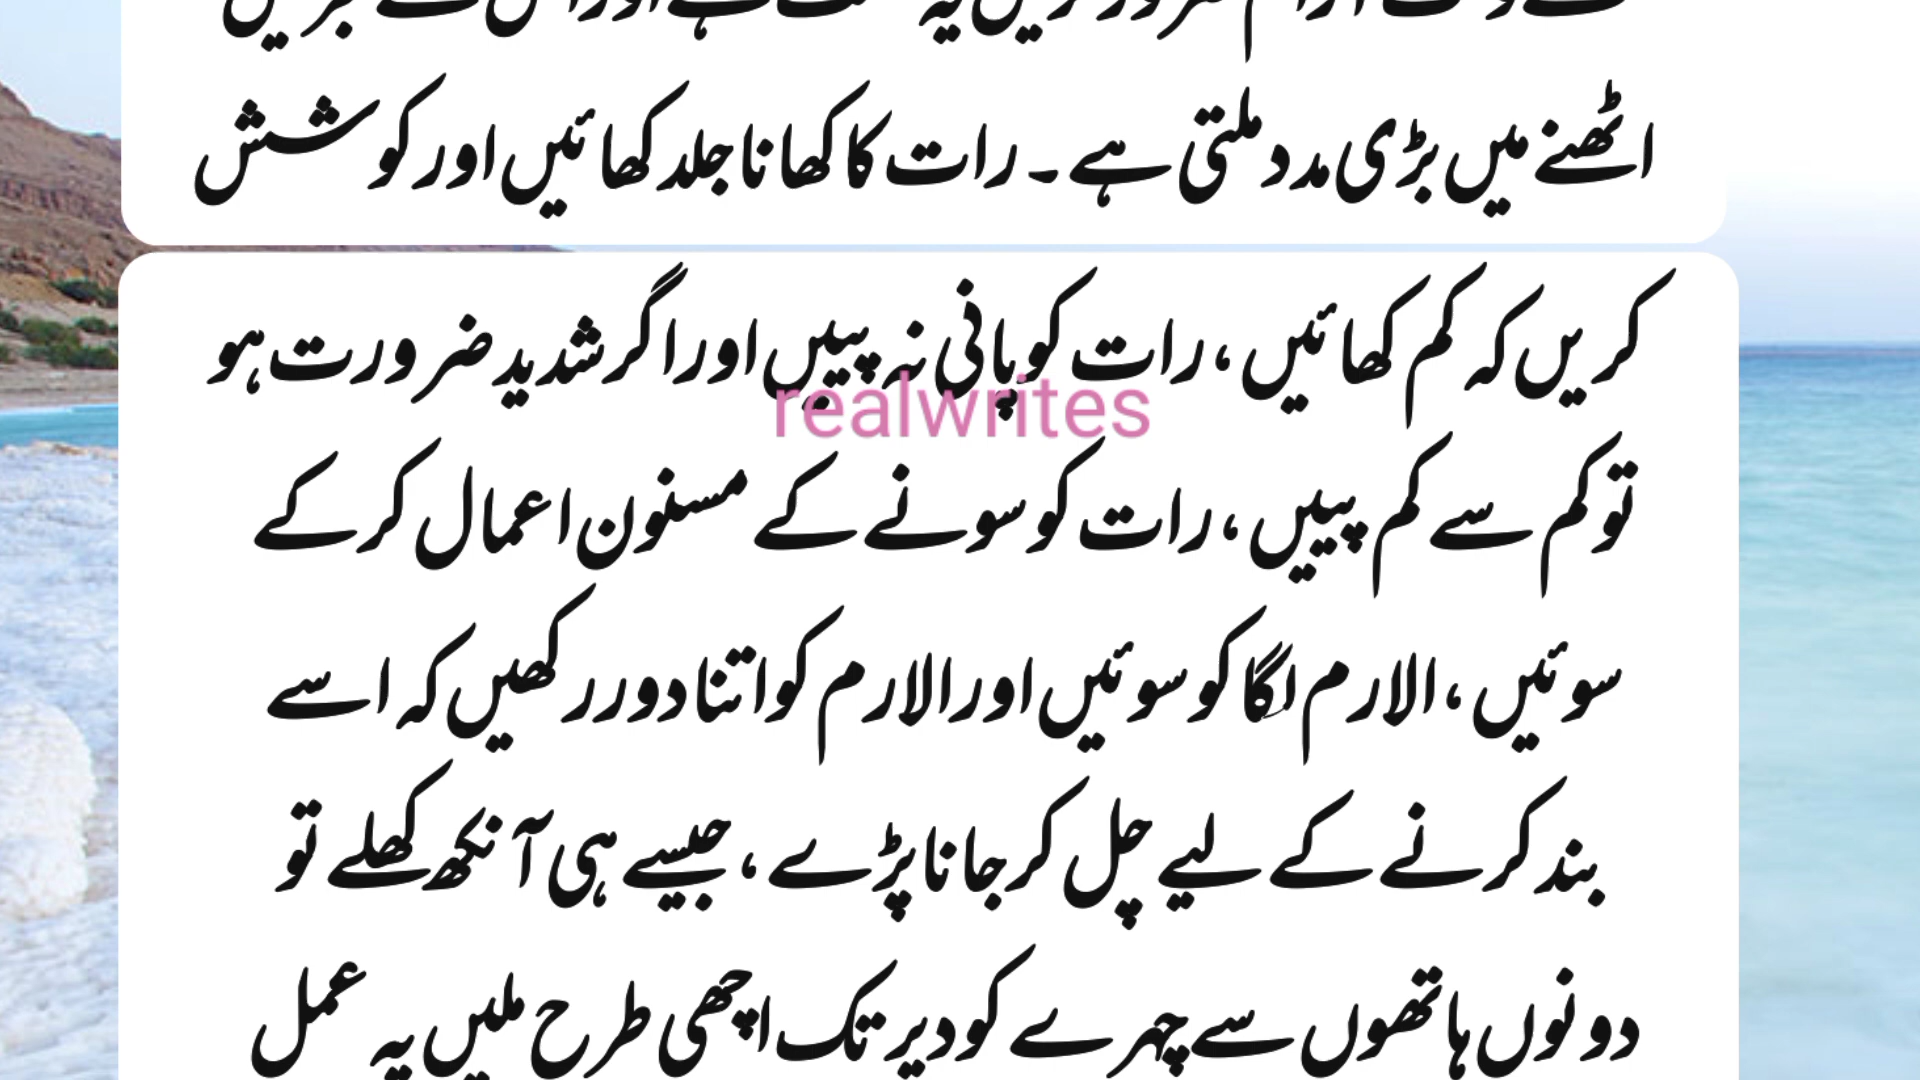 اٹھنے میں بڑی مدد ملتی ہے ۔ رات کا کھانا جلد کھائیں اور کوشش
کریں کہ کم کھائیں ، رات کو پانی نہ پییں اور اگر شدید ضرورت ہو
realwrites
تو کم سے کم پییں ، رات کو سونے کے مسنون اعمال کر کے
سوئیں ، الارم لگا کو سوئیں اور الارم کو اتنا دور رکھیں کہ اسے
بند کرنے کے لیے چل کر جانا پڑے ، جیسے ہی آنکھ کھلے تو
دونوں ہاتھوں سے چہرے کو دیر تک اچھی طرح ملیں یہ عمل